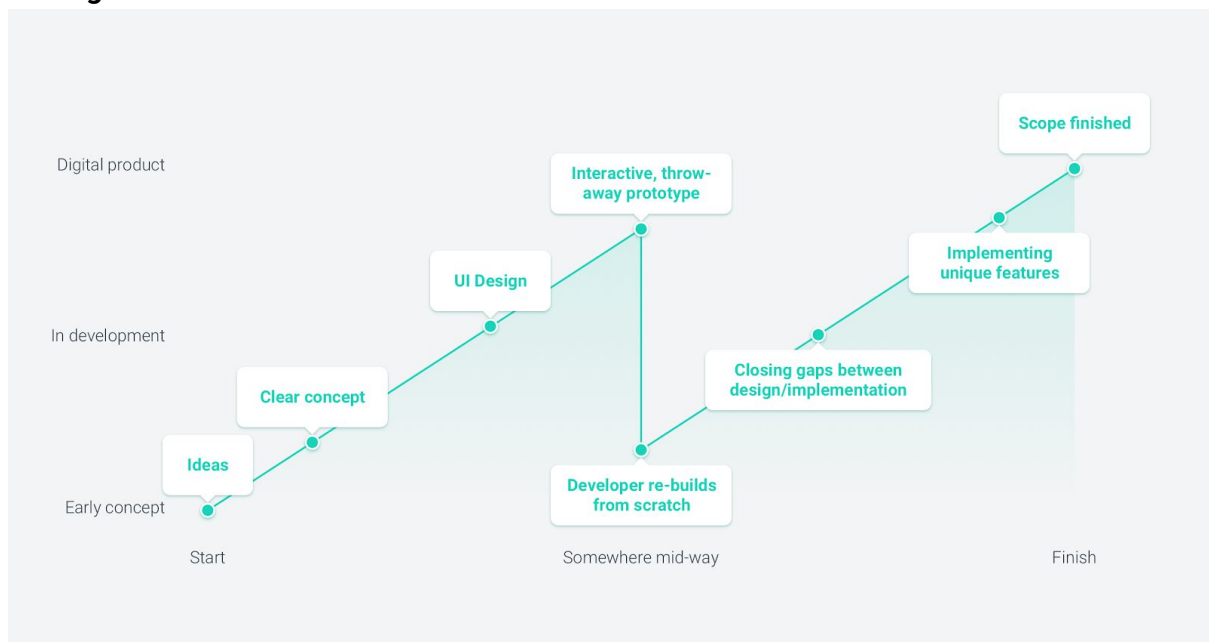 Scope finished
Digital product
Interactive, throw-
away prototype
Implementing
unique features
UI Design
In development
Closing gaps between
design/implementation
Clear concept
Ideas
Developer re-builds
from scratch
Early concept
Start
Somewhere mid-way
Finish